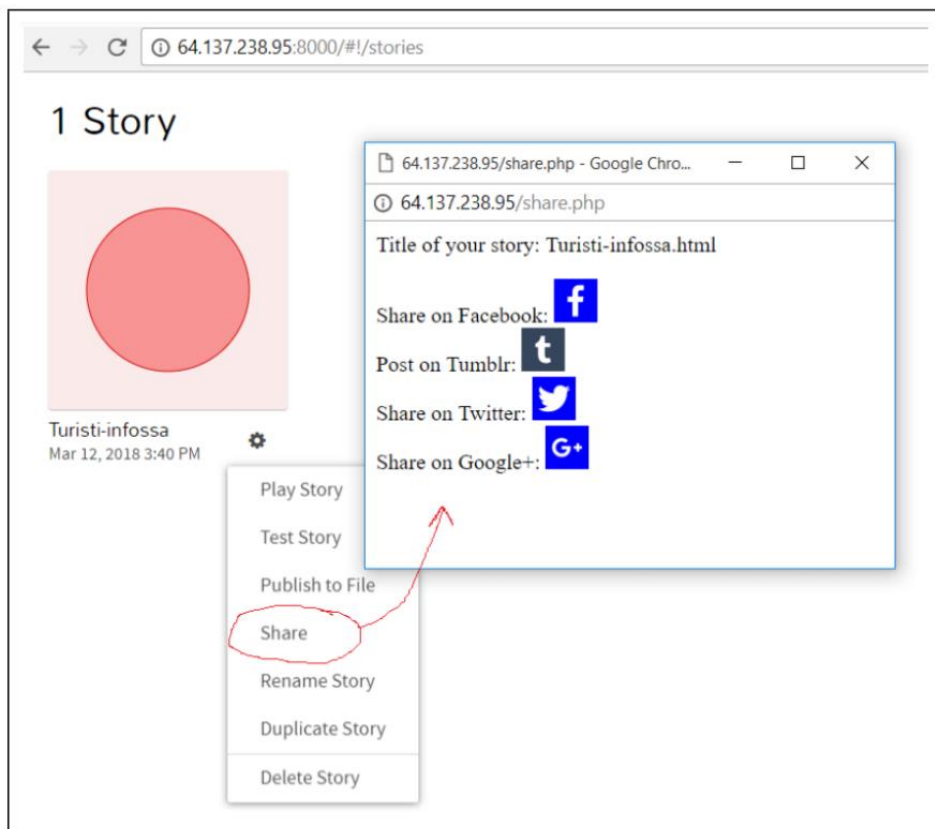 64.137.238.95:8000/#!/stories
1 Story
Turisti-infossa
Mar 12, 2018 3:40 PM
Play Story
Test Story
Publish to File
Share
Rename Story
Duplicate Story
Delete Story
64.137.238.95/share.php - Google Chro...
64.137.238.95/share.php
Title of your story: Turisti-infossa.html
Share on Facebook: f
Post on Tumblr: t
Share on Twitter:
Share on Google+: G+